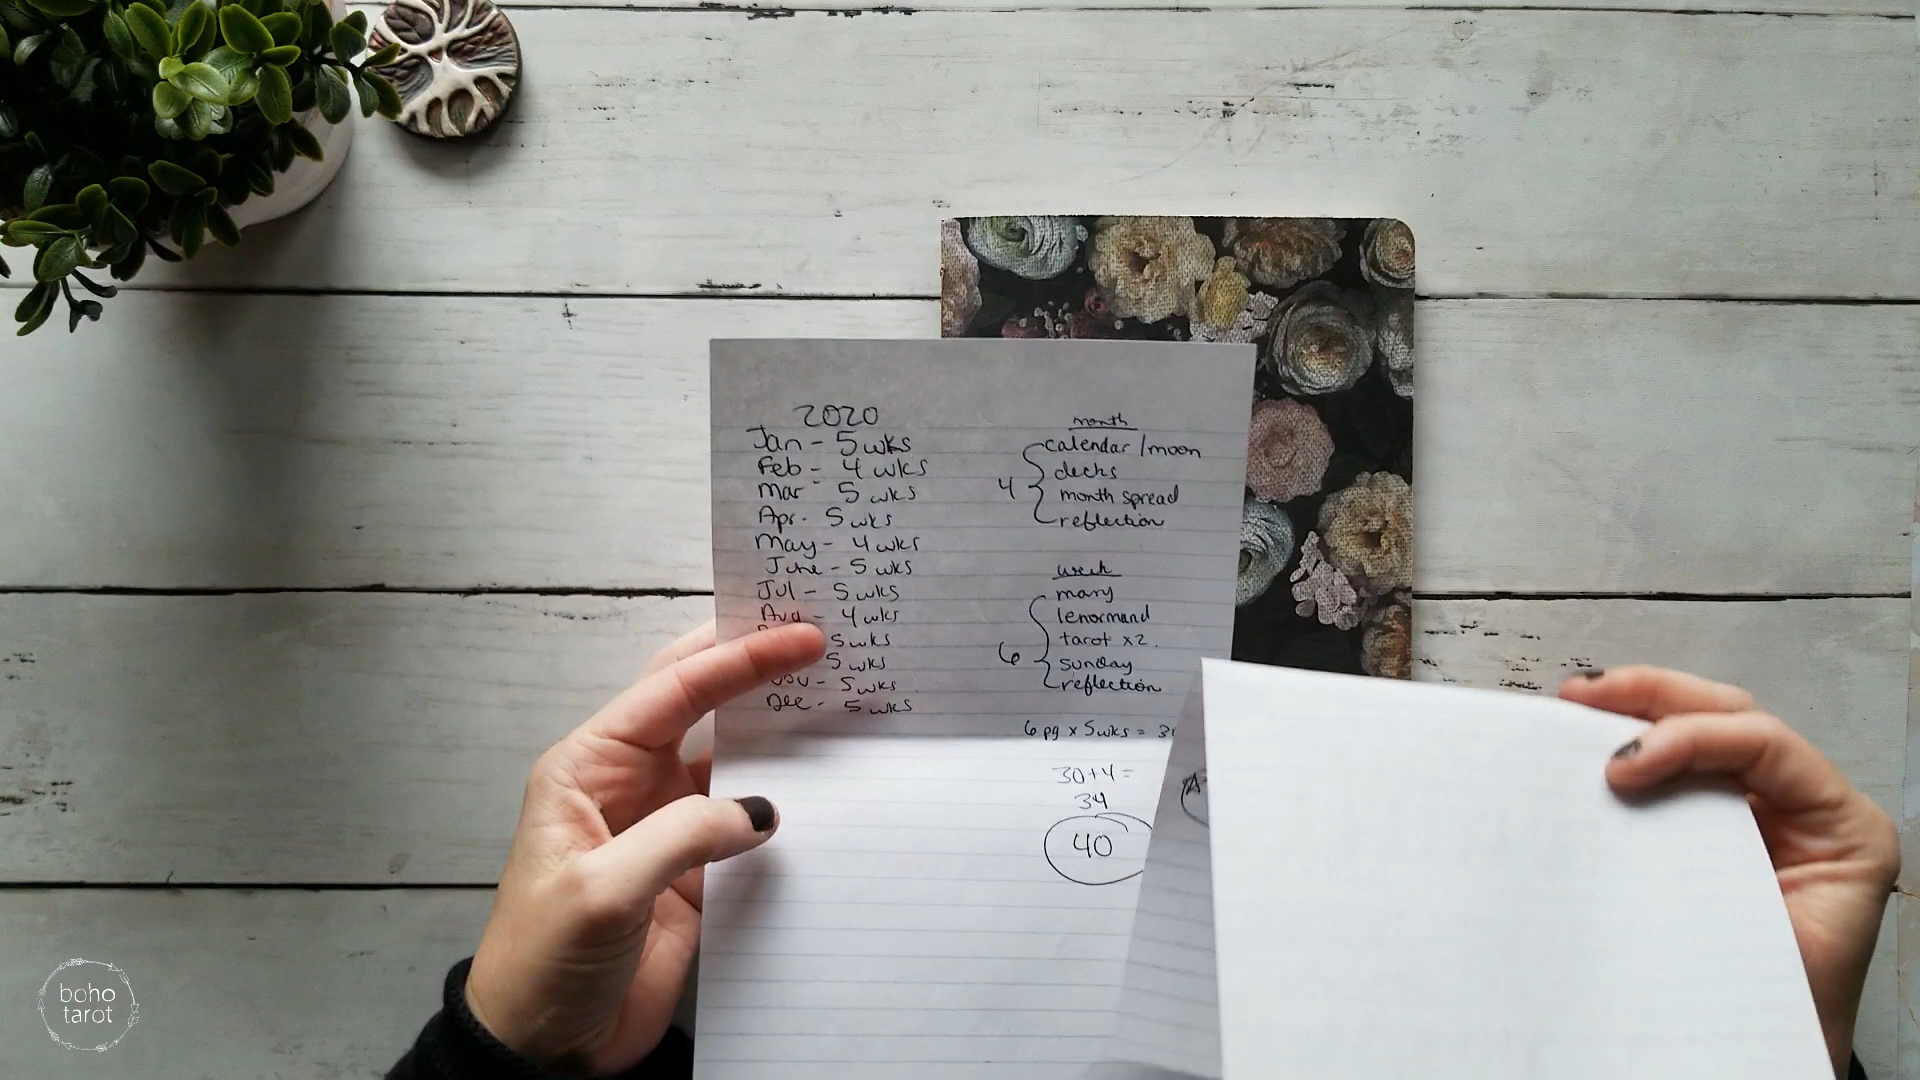 2020
Jan - 5 wks
Feb - 4 wks
Mar - 5 wks
Apr. 5 wks
May - 4 wks
June - 5 wks
Jul - 5 wks
Aug - 4 wks
5 wks
5 wks
Nov - 5 wks
Dec - 5 wks
month
4
calendar/moon
decks
month spread
reflection
week
6
many
lenormand
tarot x2.
sunday
reflection
6 pg x 5 wks =
30+4=
34
40
boho
tarot